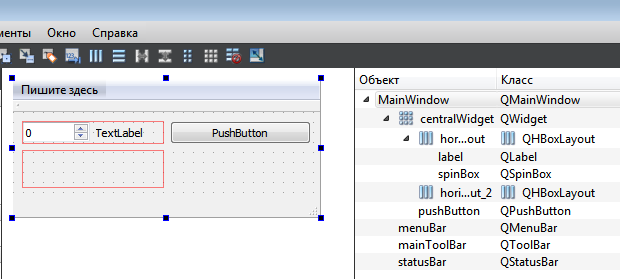 менты Окно Справка
Пишите здесь
0 TextLabel PushButton
Объект Класс
MainWindow QMainWindow
centralWidget QWidget
hor...out QHBoxLayout
label QLabel
spinBox QSpinBox
hori...ut_2 QHBoxLayout
pushButton QPushButton
menuBar QMenuBar
mainToolBar QToolBar
statusBar QStatusBar